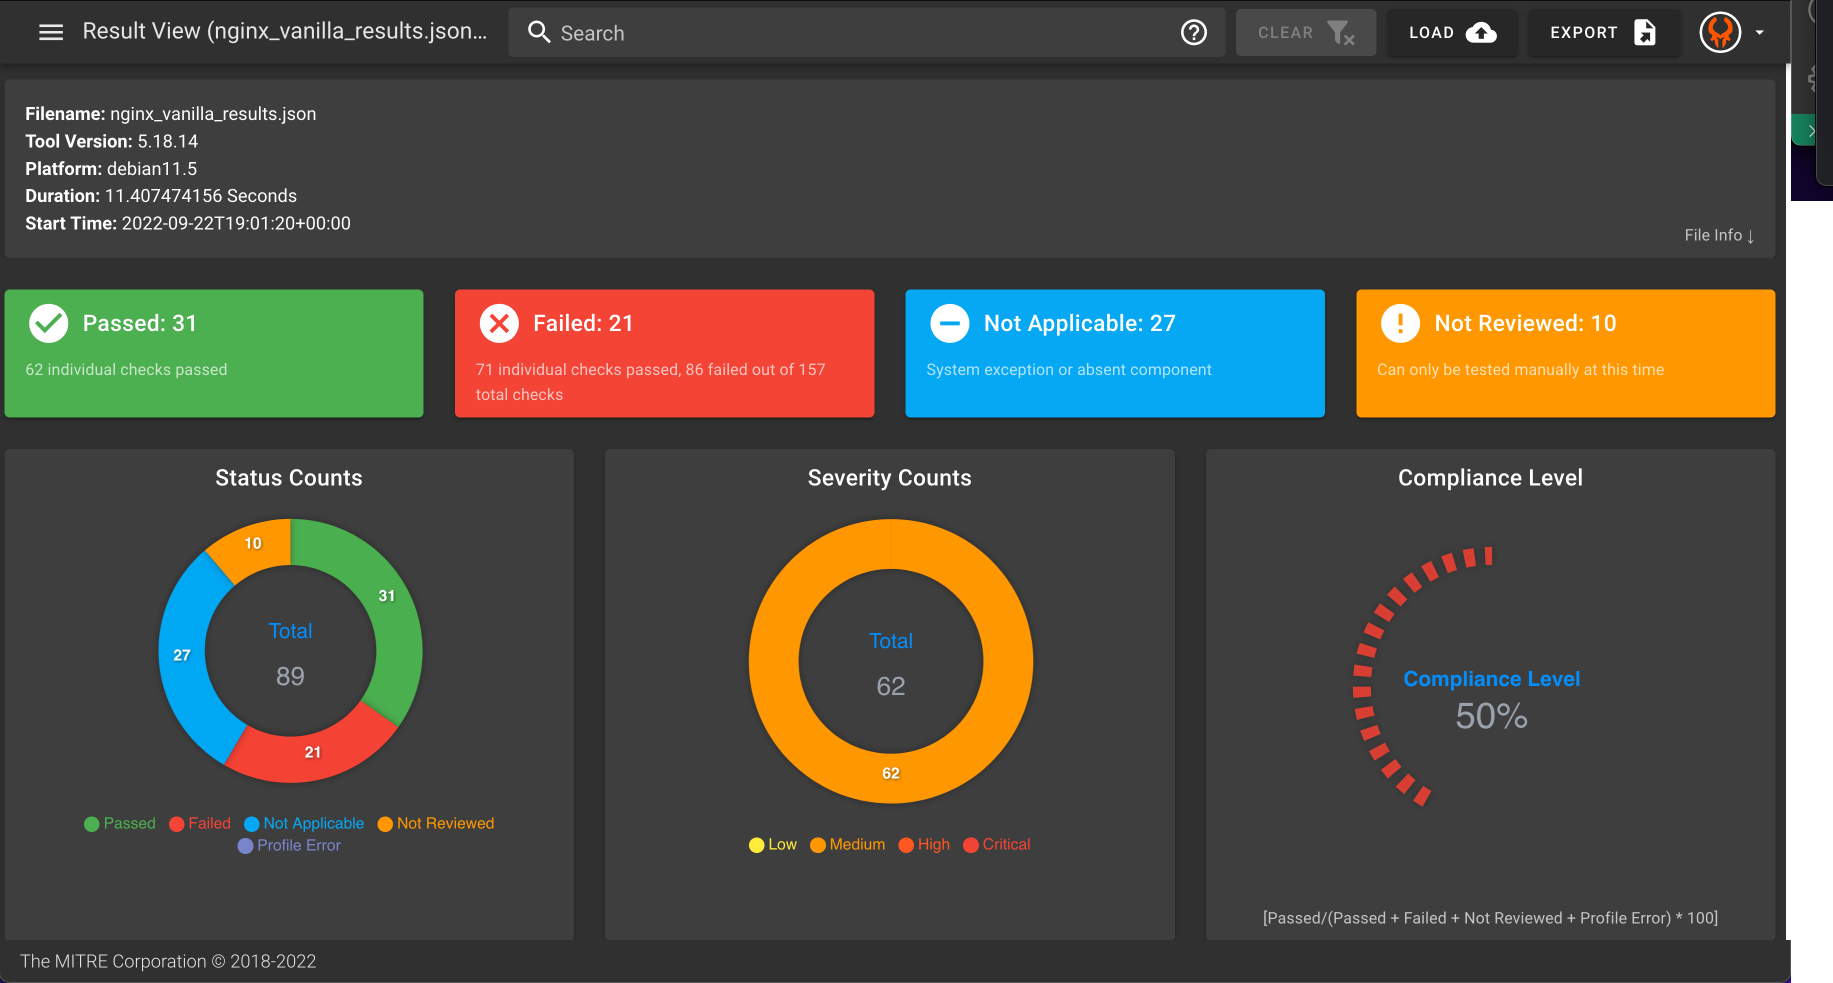 Result View (nginx_vanilla_results.json...
Search
CLEAR
LOAD
EXPORT
Filename: nginx_vanilla_results.json
Tool Version: 5.18.14
Platform: debian11.5
Duration: 11.407474156 Seconds
Start Time: 2022-09-22T19:01:20+00:00
File Info ↓
Passed: 31
62 individual checks passed
Failed: 21
71 individual checks passed, 86 failed out of 157
total checks
Not Applicable: 27
System exception or absent component
Not Reviewed: 10
Can only be tested manually at this time
Status Counts
10
31
27
21
Total
89
Passed
Failed
Not Applicable
Not Reviewed
Profile Error
Severity Counts
Total
62
62
Low
Medium
High
Critical
Compliance Level
Compliance Level
50%
[Passed/(Passed + Failed + Not Reviewed + Profile Error) * 100]
The MITRE Corporation © 2018-2022